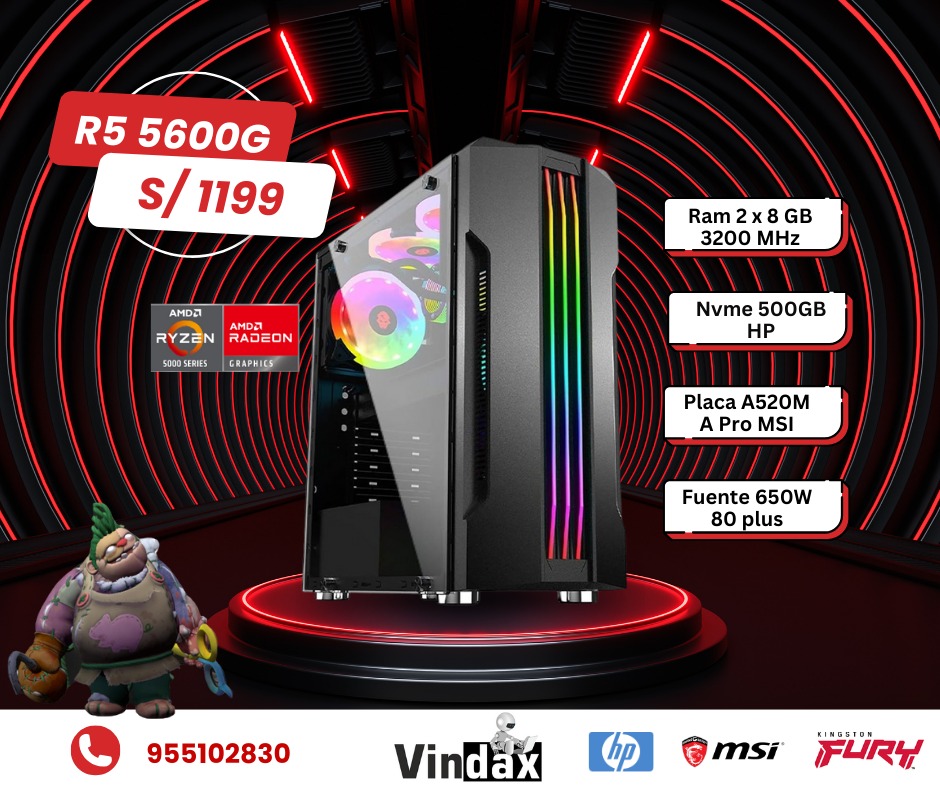 R5 5600G
S/ 1199
Ram 2 x 8 GB
3200 MHz
Nvme 500GB
HP
AMD
RYZEN
5000 SERIES
AMD
RADEON
GRAPHICS
Placa A520M
A Pro MSI
Fuente 650W
80 plus
955102830
Vindax
hp
msi
KINGSTON
FURY